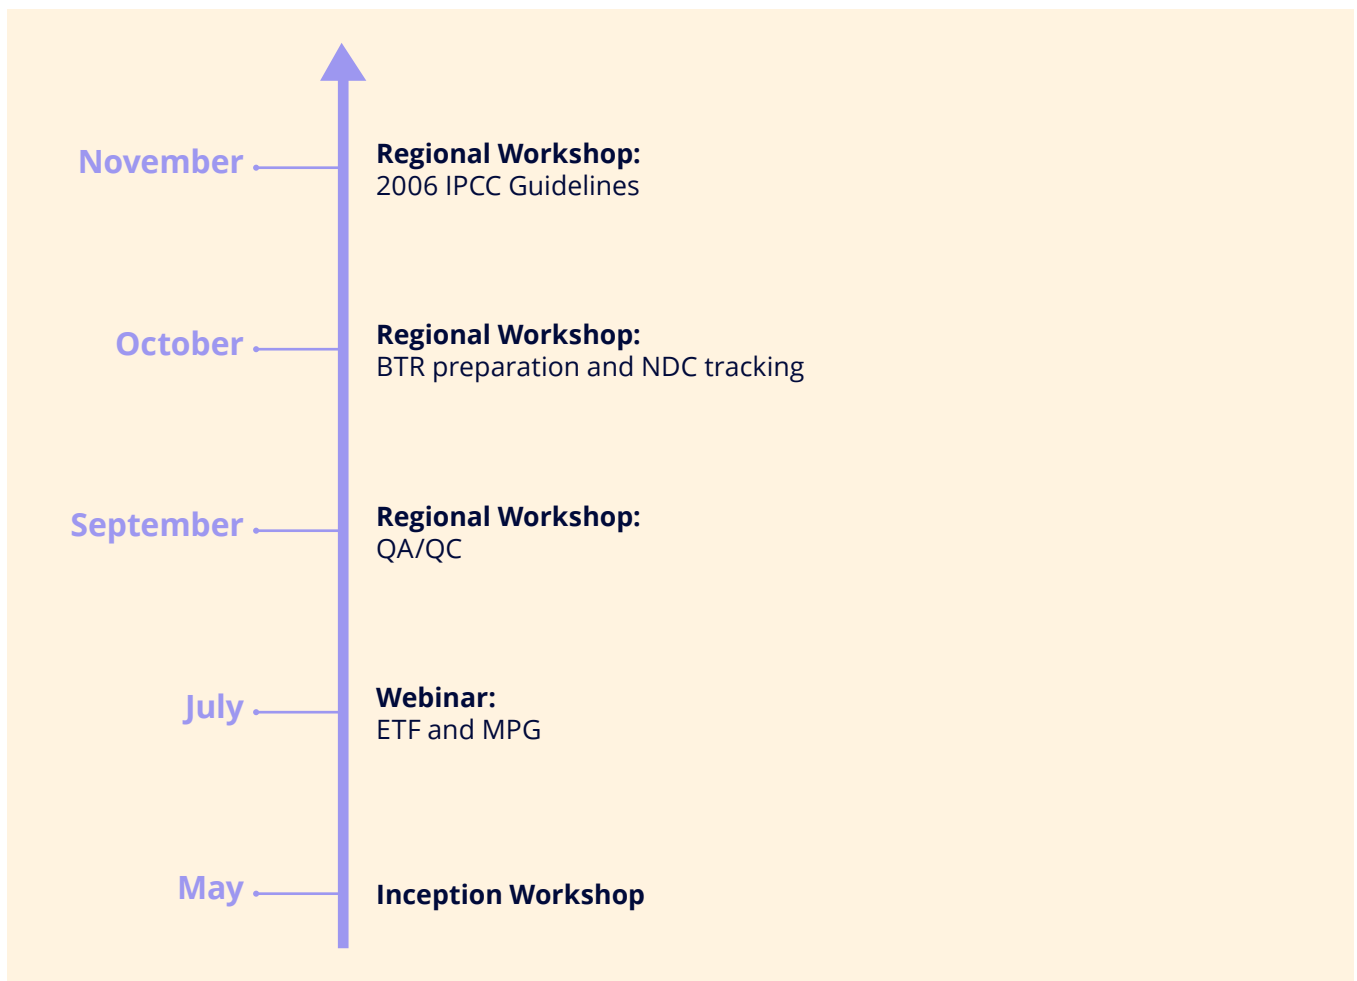 November
Regional Workshop:
2006 IPCC Guidelines
October
Regional Workshop:
BTR preparation and NDC tracking
September
Regional Workshop:
QA/QC
July
Webinar:
ETF and MPG
May
Inception Workshop